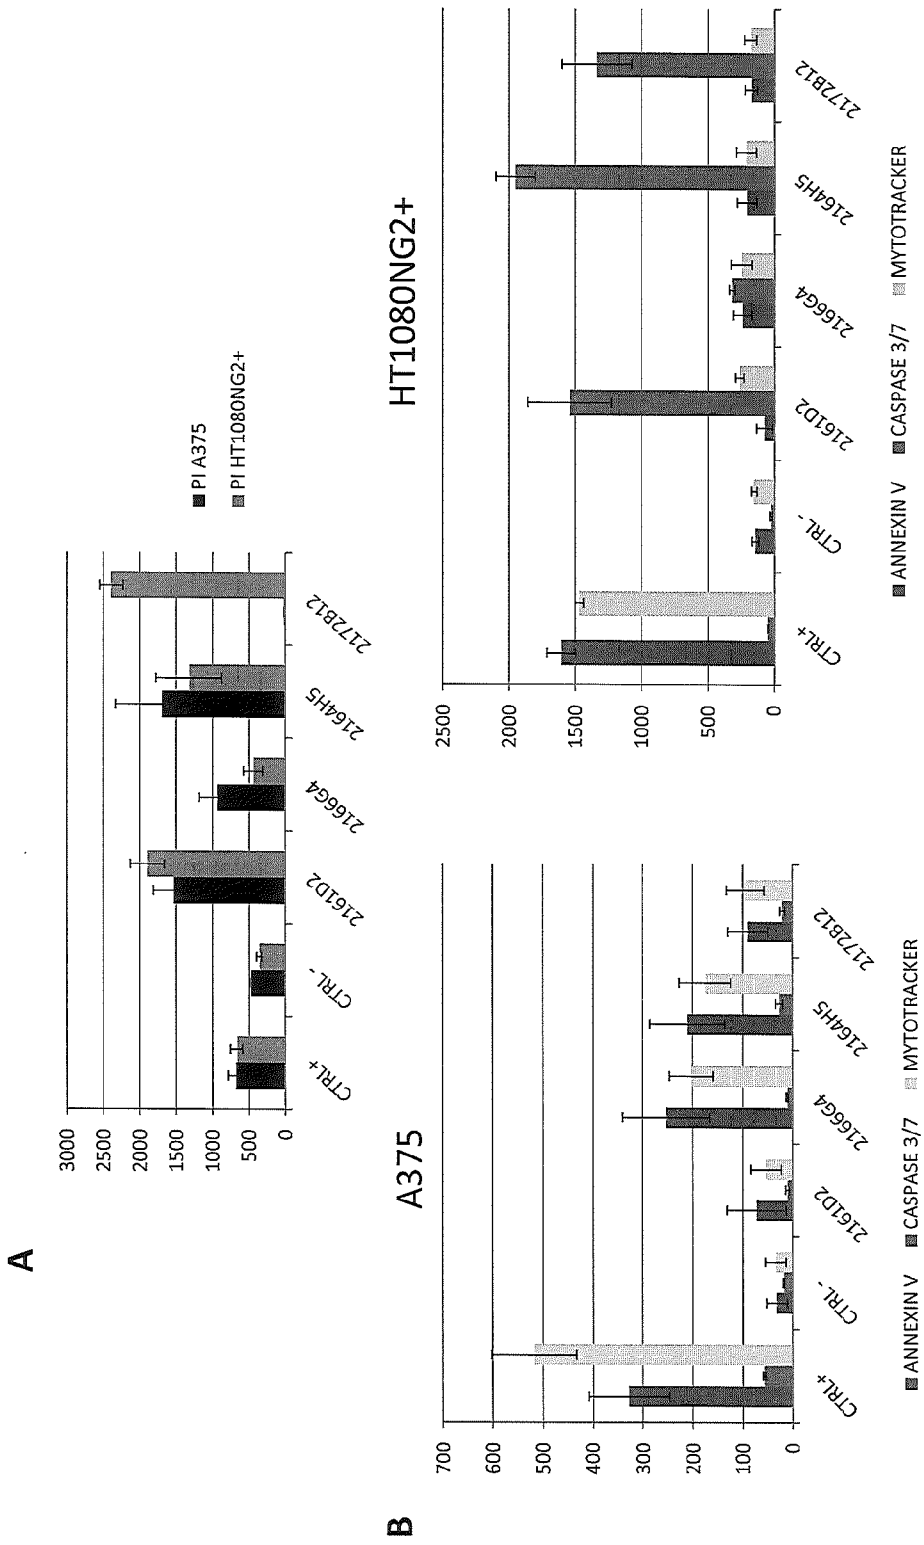 A
3000
2500
2000
1500
1000
500
0
CTRL+
CTRL -
2161D2
2166G4
2164H5
2172B12
PI A375
PI HT1080NG2+
B
A375
700
600
500
400
300
200
100
0
CTRL+
CTRL -
2161D2
2166G4
2164H5
2172B12
ANNEXIN V CASPASE 3/7 MYTOTRACKER
HT1080NG2+
2500
2000
1500
1000
500
0
CTRL+
CTRL -
2161D2
2166G4
2164H5
2172B12
ANNEXIN V CASPASE 3/7 MYTOTRACKER